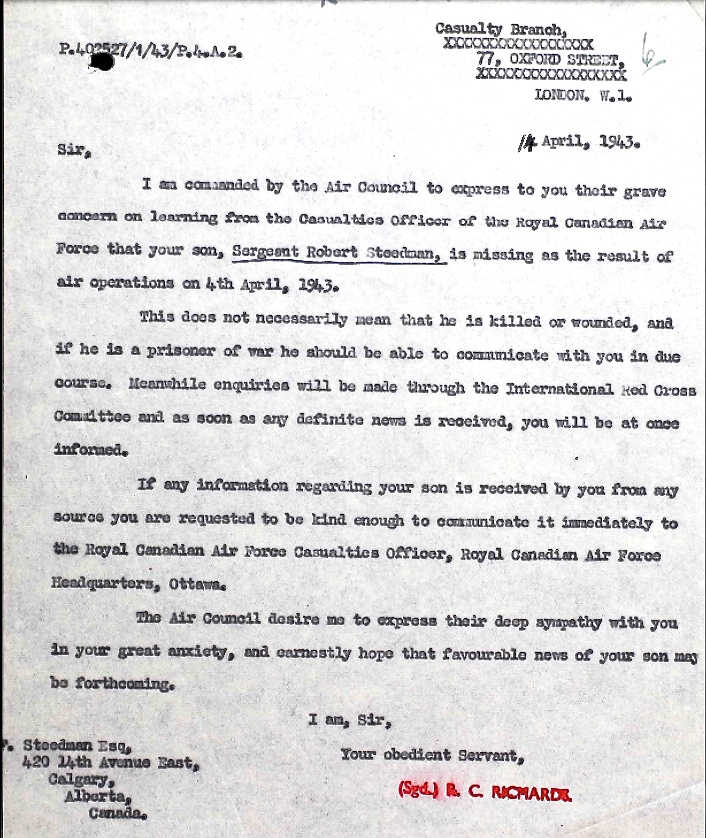 Casualty Branch,
P.402527/1/43/P.4.A.2.
XXXXXXXXXXXXXXXXXX
77, OXFORD STREET, 6
XXXXXXXXXXXXXXXXXX
LONDON. W.1.
14 April, 1943.
Sir,
I am commanded by the Air Council to express to you their grave
concern on learning from the Casualties Officer of the Royal Canadian Air
Force that your son, Sergeant Robert Steedman, is missing as the result of
air operations on 4th April, 1943.
This does not necessarily mean that he is killed or wounded, and
if he is a prisoner of war he should be able to communicate with you in due
course. Meanwhile enquiries will be made through the International Red Cross
Committee and as soon as any definite news is received, you will be at once
informed.
If any information regarding your son is received by you from any
source you are requested to be kind enough to communicate it immediately to
the Royal Canadian Air Force Casualties Officer, Royal Canadian Air Force
Headquarters, Ottawa.
The Air Council desire me to express their deep sympathy with you
in your great anxiety, and earnestly hope that favourable news of your son may
be forthcoming.
I am, Sir,
Your obedient Servant,
(Sgd.) R. C. RICHARDS.
Steedman Esq,
420 14th Avenue East,
Calgary,
Alberta,
Canada.